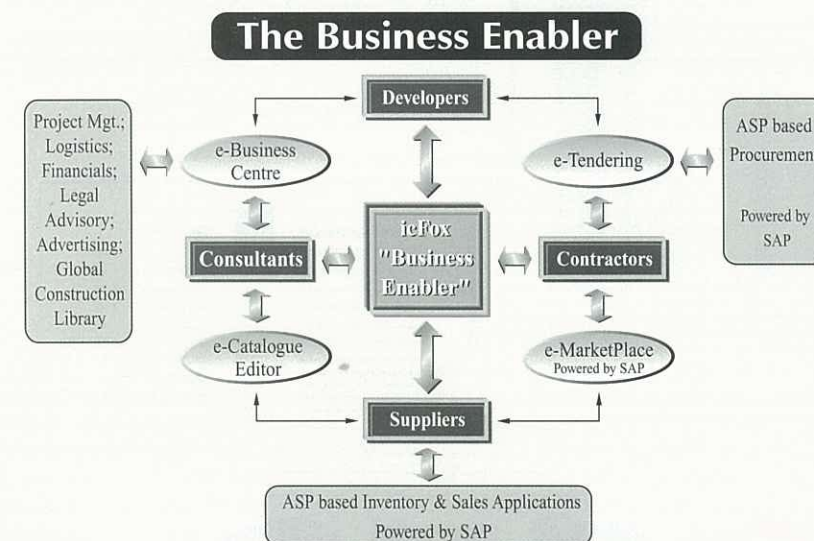 The Business Enabler
Developers
Project Mgt.;
Logistics;
Financials;
Legal
Advisory;
Advertising;
Global
Construction
Library
e-Business
Centre
e-Tendering
ASP based
Procuremen
Powered by
SAP
Consultants
icFox
"Business
Enabler"
Contractors
e-Catalogue
Editor
e-MarketPlace
Powered by SAP
Suppliers
ASP based Inventory & Sales Applications
Powered by SAP